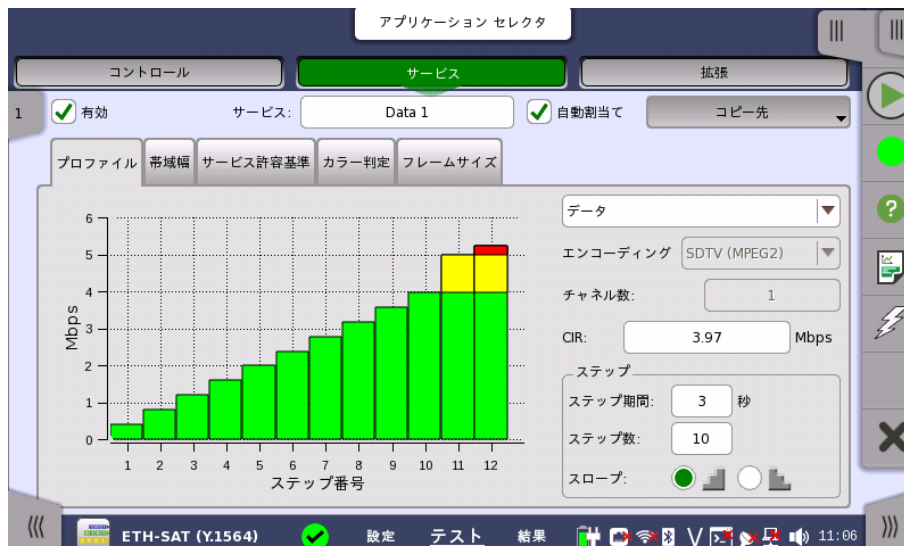 アプリケーション セレクタ
コントロール サービス 拡張
1 有効 サービス: Data 1 自動割当て コピー先
プロファイル 帯域幅 サービス許容基準 カラー判定 フレームサイズ
データ
エンコーディング SDTV (MPEG2)
チャネル数: 1
CIR: 3.97 Mbps
ステップ
ステップ期間: 3 秒
ステップ数: 10
スロープ:
Mbps
6
5
4
3
2
1
0
1 2 3 4 5 6 7 8 9 10 11 12
ステップ番号
ETH-SAT (Y.1564) 設定 テスト 結果 11:06